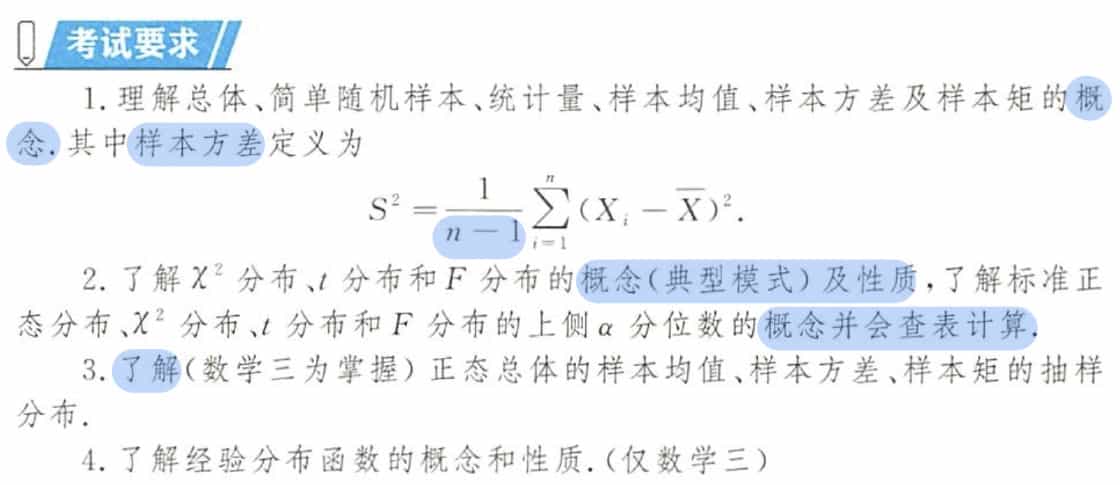 考试要求
1. 理解总体、简单随机样本、统计量、样本均值、样本方差及样本矩的概
念. 其中样本方差定义为
S² = \frac{1}{n-1} \sum_{i=1}^{n} (X_i - \overline{X})².
2. 了解 χ² 分布、t 分布和 F 分布的概念(典型模式)及性质,了解标准正
态分布、χ² 分布、t 分布和 F 分布的上侧 α 分位数的概念并会查表计算.
3. 了解(数学三为掌握)正态总体的样本均值、样本方差、样本矩的抽样
分布.
4. 了解经验分布函数的概念和性质.(仅数学三)